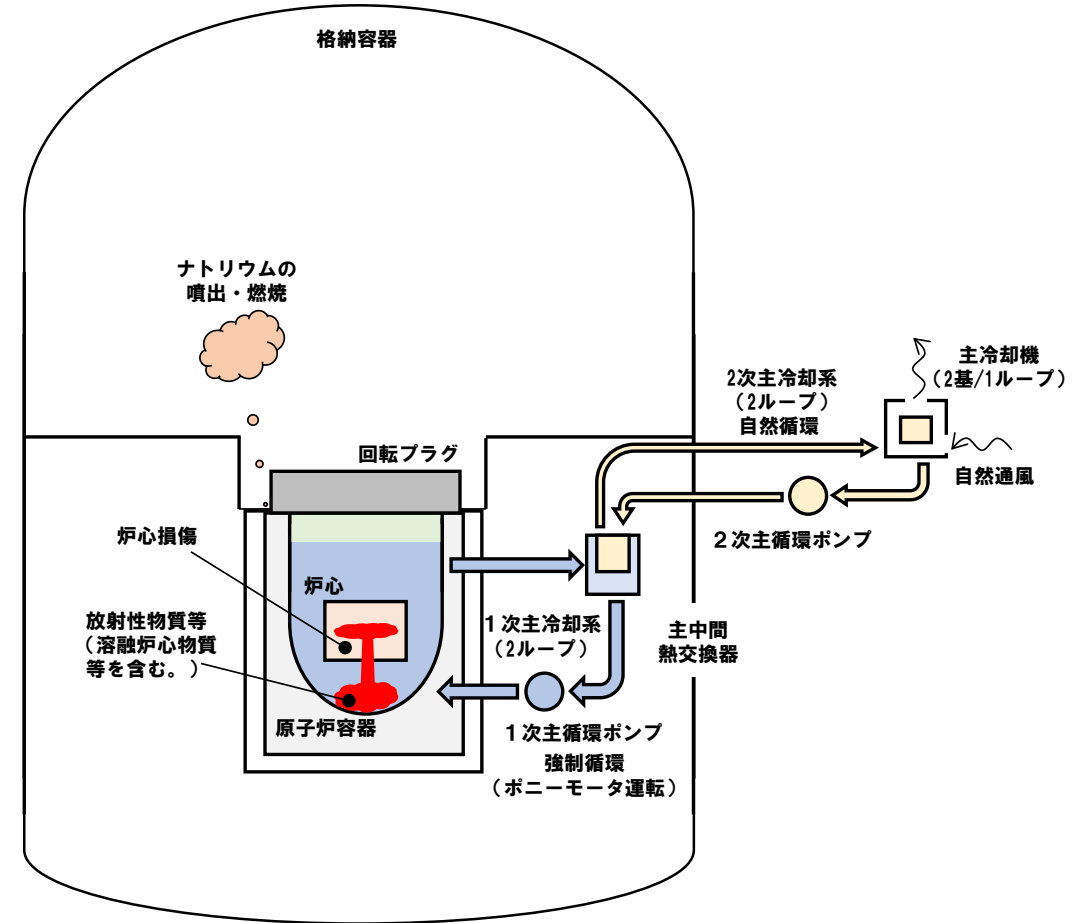 格納容器
ナトリウムの
噴出・燃焼
主冷却機
(2基/1ループ)
2次主冷却系
(2ループ)
自然循環
自然通風
回転プラグ
2次主循環ポンプ
炉心損傷
炉心
放射性物質等
(溶融炉心物質
等を含む。)
1次主冷却系
(2ループ)
主中間
熱交換器
原子炉容器
1次主循環ポンプ
強制循環
(ポニーモータ運転)